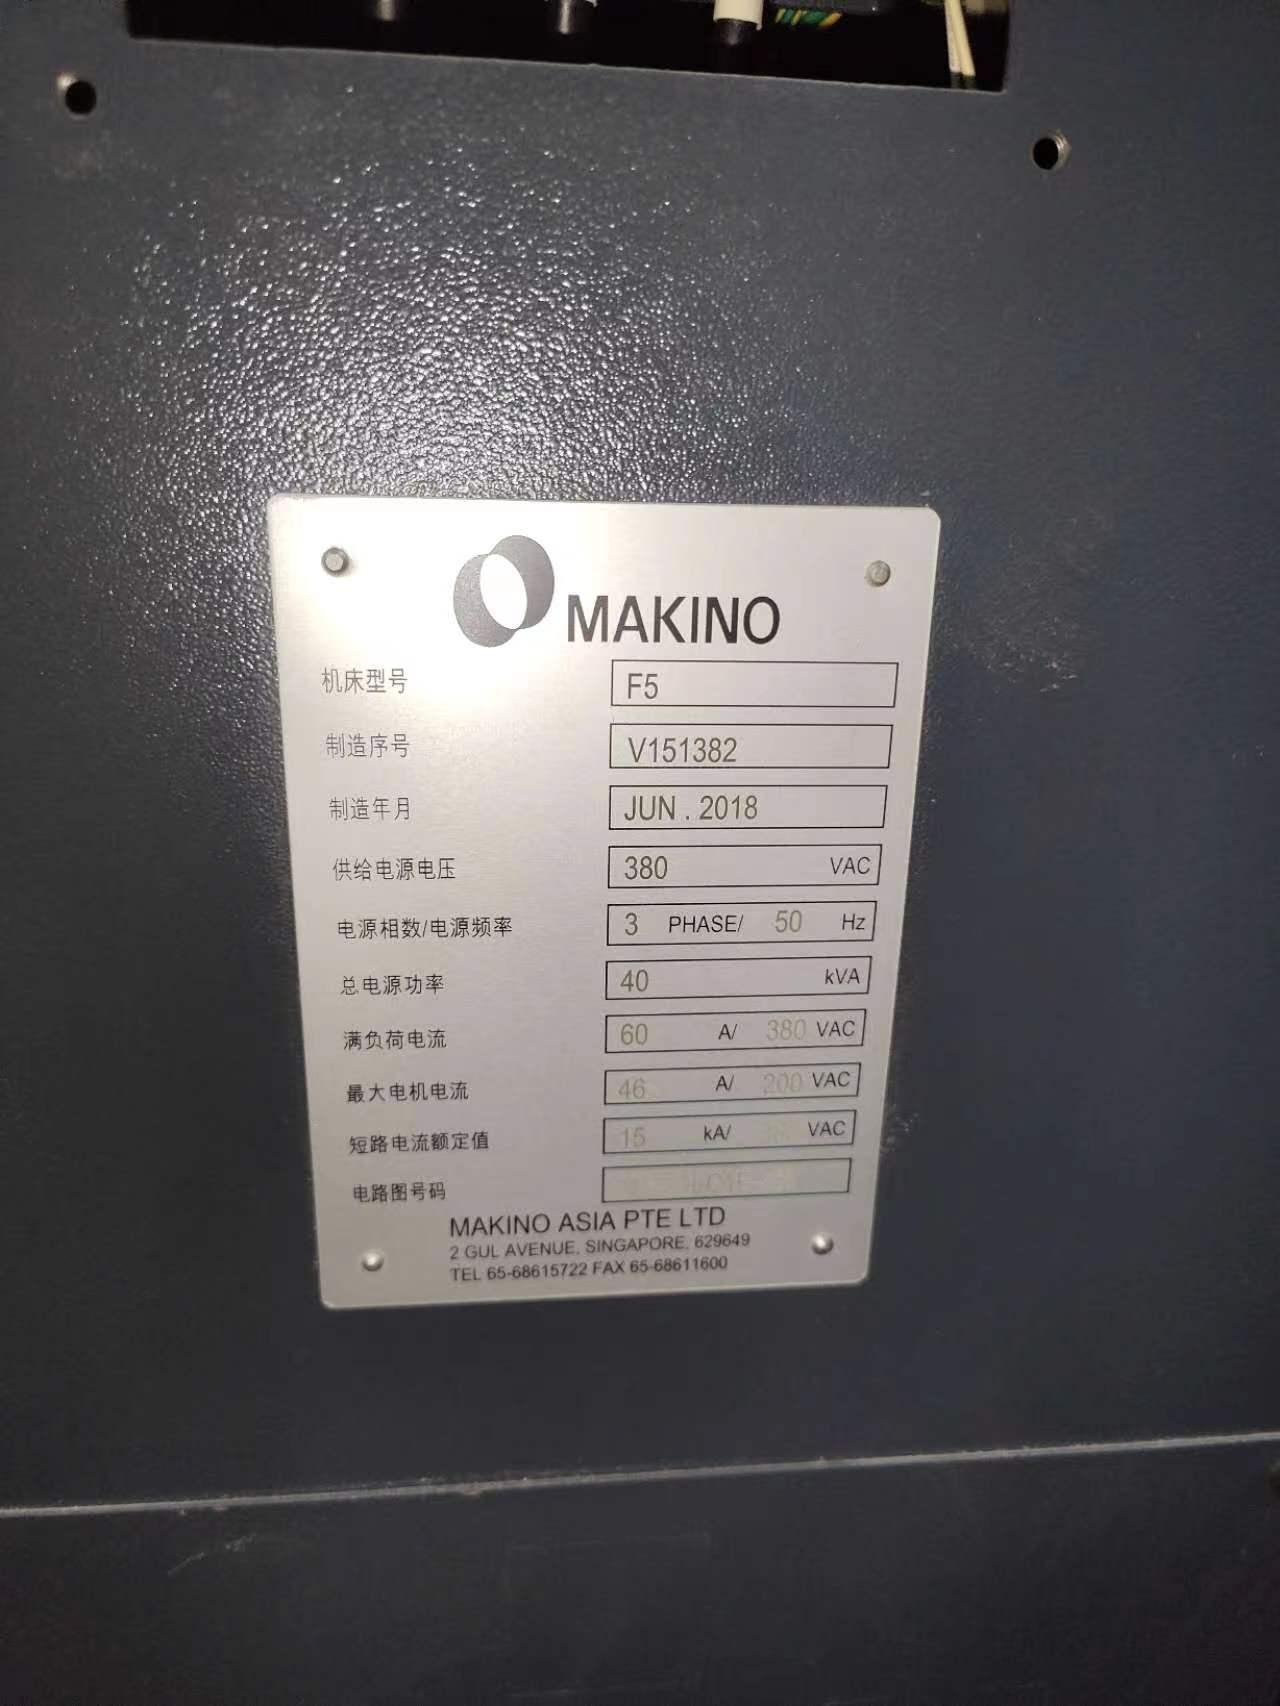 MAKINO
机床型号 F5
制造序号 V151382
制造年月 JUN . 2018
供给电源电压 380 VAC
电源相数/电源频率 3 PHASE/ 50 Hz
总电源功率 40 kVA
满负荷电流 60 A/ 380 VAC
最大电机电流 46 A/ 200 VAC
短路电流额定值 15 kA/ VAC
电路图号码
MAKINO ASIA PTE LTD
2 GUL AVENUE, SINGAPORE, 629649
TEL 65-68615722 FAX 65-68611600